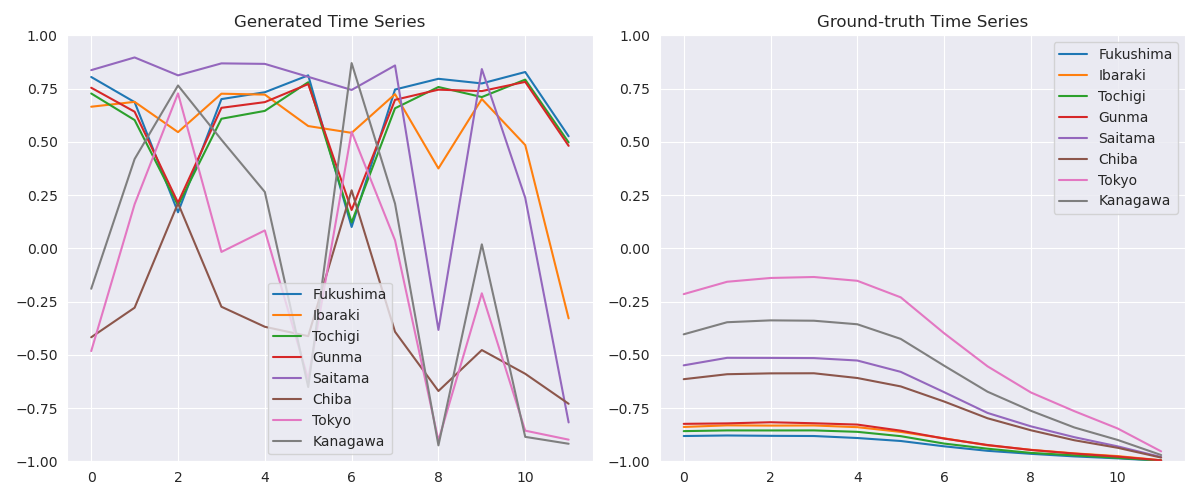 Generated Time Series
1.00
0.75
0.50
0.25
0.00
−0.25
−0.50
−0.75
−1.00
0 2 4 6 8 10
Fukushima
Ibaraki
Tochigi
Gunma
Saitama
Chiba
Tokyo
Kanagawa
Ground-truth Time Series
1.00
0.75
0.50
0.25
0.00
−0.25
−0.50
−0.75
−1.00
0 2 4 6 8 10
Fukushima
Ibaraki
Tochigi
Gunma
Saitama
Chiba
Tokyo
Kanagawa